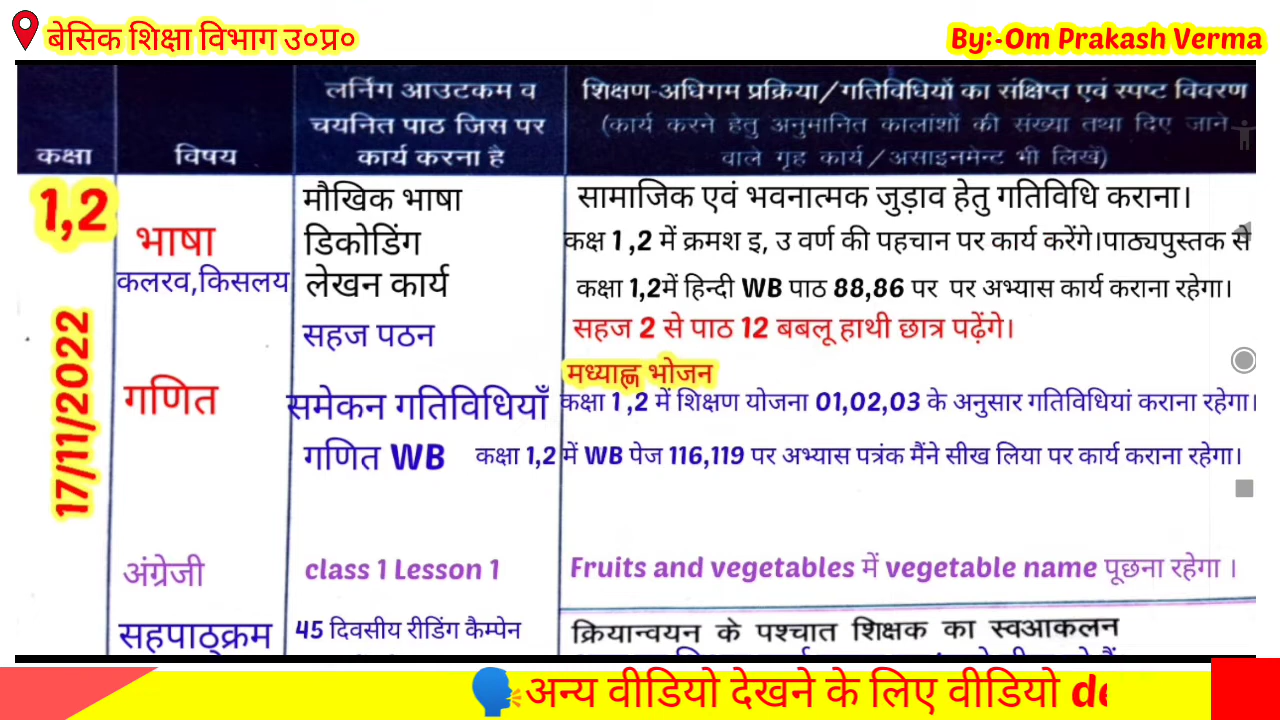 बेसिक शिक्षा विभाग उ०प्र०
By:-Om Prakash Verma
कक्षा
विषय
लर्निंग आउटकम व
चयनित पाठ जिस पर
कार्य करना है
शिक्षण-अधिगम प्रक्रिया/गतिविधियों का संक्षिप्त एवं स्पष्ट विवरण
(कार्य करने हेतु अनुमानित कालांशों की संख्या तथा दिए जाने
वाले गृह कार्य/असाइनमेन्ट भी लिखें)
1,2
17/11/2022
भाषा
कलरव,किसलय
मौखिक भाषा
डिकोडिंग
लेखन कार्य
सहज पठन
सामाजिक एवं भवनात्मक जुड़ाव हेतु गतिविधि कराना।
कक्ष 1 ,2 में क्रमश इ, उ वर्ण की पहचान पर कार्य करेंगे।पाठ्यपुस्तक से
कक्षा 1,2में हिन्दी WB पाठ 88,86 पर पर अभ्यास कार्य कराना रहेगा।
सहज 2 से पाठ 12 बबलू हाथी छात्र पढ़ेंगे।
मध्याह्ण भोजन
गणित
समेकन गतिविधियाँ
कक्षा 1 ,2 में शिक्षण योजना 01,02,03 के अनुसार गतिविधियां कराना रहेगा।
गणित WB
कक्षा 1,2 में WB पेज 116,119 पर अभ्यास पत्रंक मैंने सीख लिया पर कार्य कराना रहेगा।
अंग्रेजी
class 1 Lesson 1
Fruits and vegetables में vegetable name पूछना रहेगा ।
सहपाठ्क्रम
45 दिवसीय रीडिंग कैम्पेन
क्रियान्वयन के पश्चात शिक्षक का स्वआकलन
अन्य वीडियो देखने के लिए वीडियो de